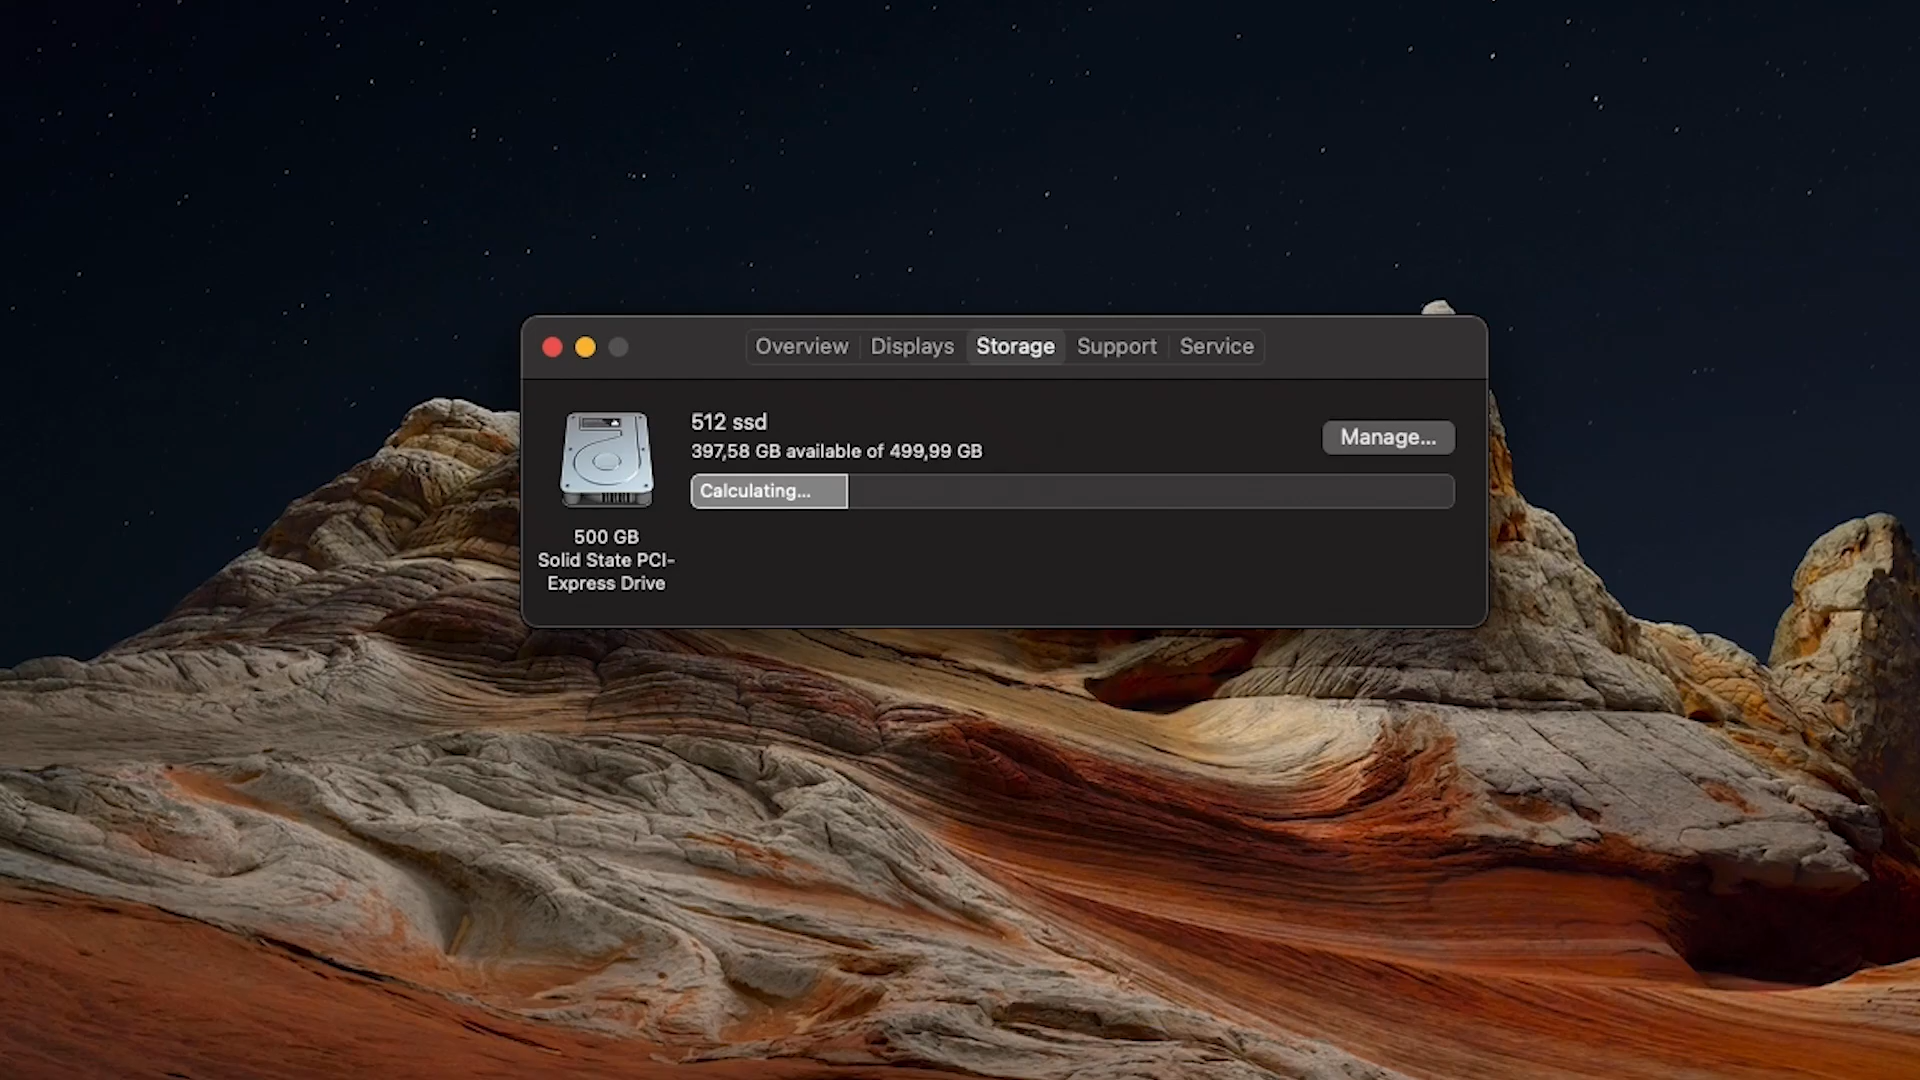 Overview Displays Storage Support Service
512 ssd
397,58 GB available of 499,99 GB
Manage...
Calculating...
500 GB
Solid State PCI-
Express Drive